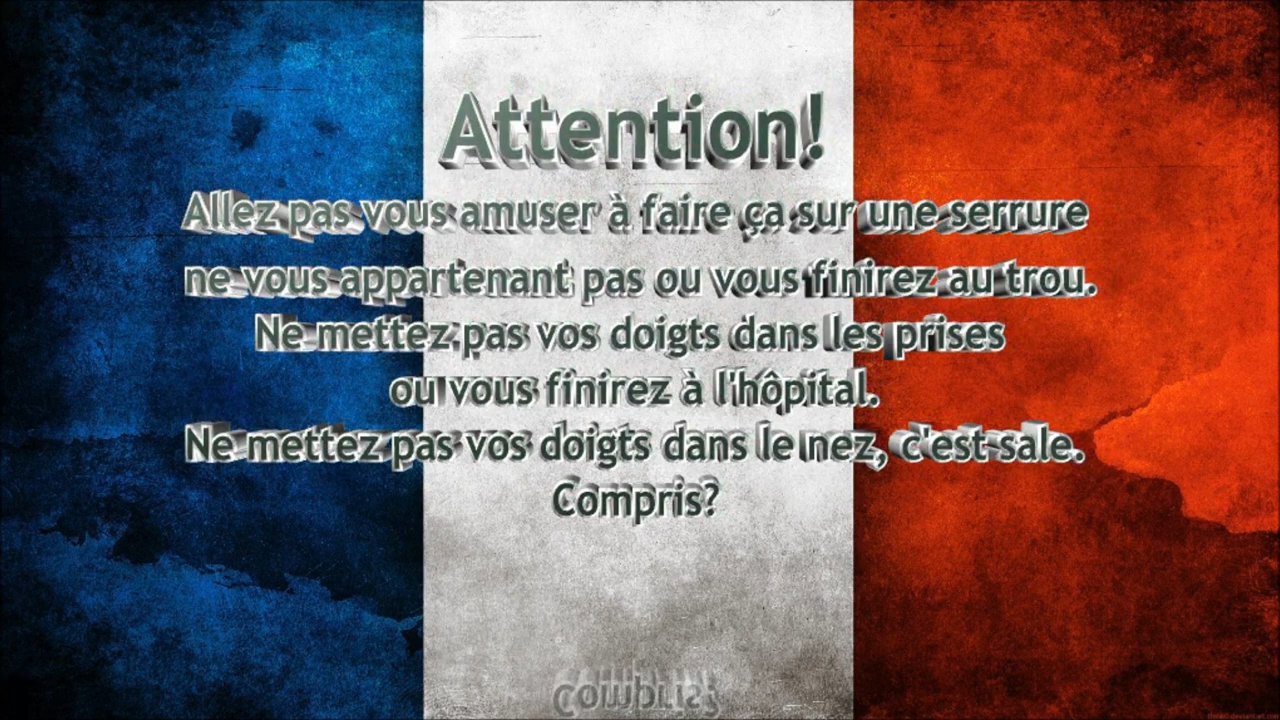 Attention!
Allez pas vous amuser à faire ça sur une serrure
ne vous appartenant pas ou vous finirez au trou.
Ne mettez pas vos doigts dans les prises
ou vous finirez à l'hôpital.
Ne mettez pas vos doigts dans le nez, c'est sale.
Compris?